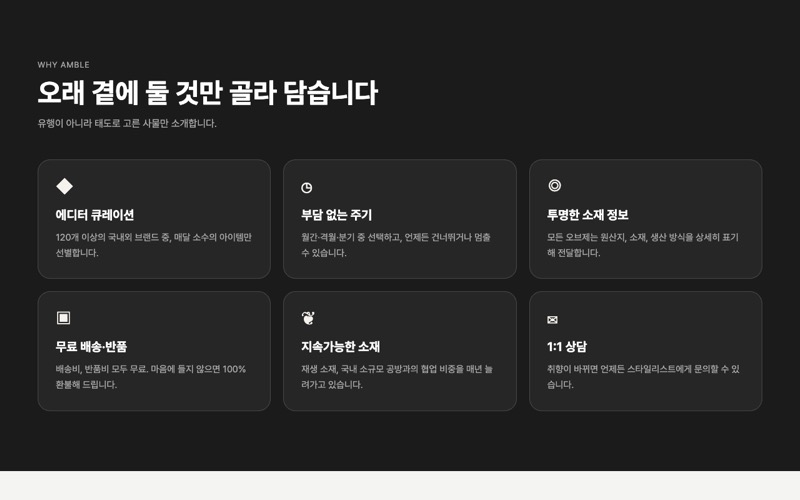 WHY AMBLE
오래 곁에 둘 것만 골라 담습니다
유행이 아니라 태도로 고른 사물만 소개합니다.
에디터 큐레이션
120개 이상의 국내외 브랜드 중, 매달 소수의 아이템만
선별합니다.
부담 없는 주기
월간·격월·분기 중 선택하고, 언제든 건너뛰거나 멈출
수 있습니다.
투명한 소재 정보
모든 오브제는 원산지, 소재, 생산 방식을 상세히 표기
해 전달합니다.
무료 배송·반품
배송비, 반품비 모두 무료. 마음에 들지 않으면 100%
환불해 드립니다.
지속가능한 소재
재생 소재, 국내 소규모 공방과의 협업 비중을 매년 늘
려가고 있습니다.
1:1 상담
취향이 바뀌면 언제든 스타일리스트에게 문의할 수 있
습니다.